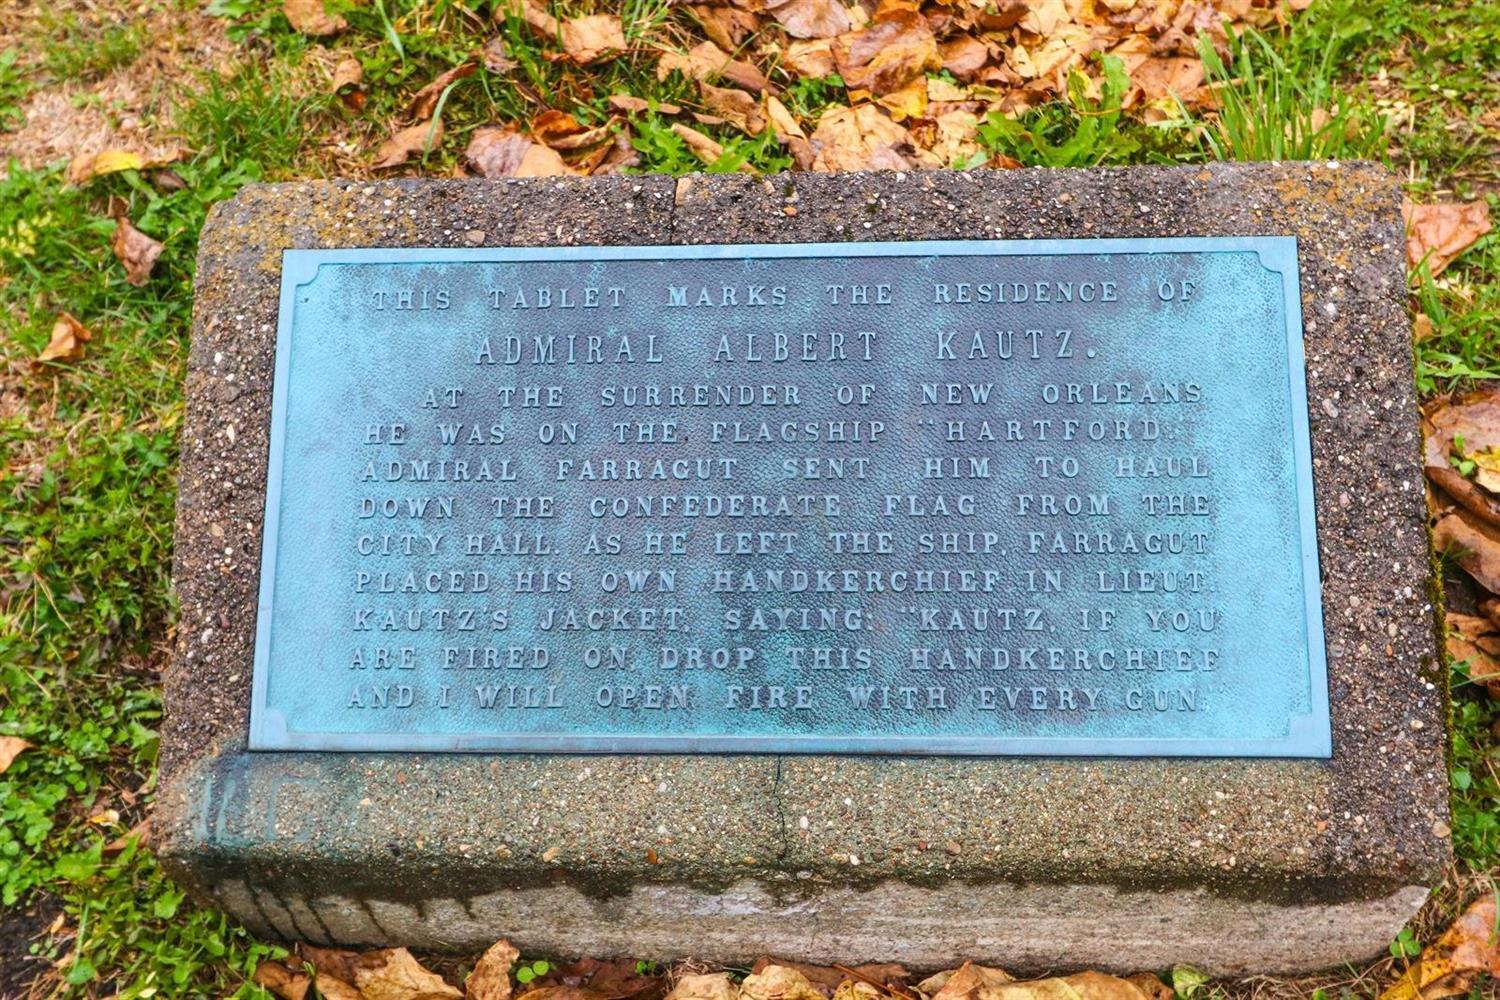 THIS TABLET MARKS THE RESIDENCE OF
ADMIRAL ALBERT KAUTZ.
AT THE SURRENDER OF NEW ORLEANS
HE WAS ON THE FLAGSHIP "HARTFORD."
ADMIRAL FARRAGUT SENT HIM TO HAUL
DOWN THE CONFEDERATE FLAG FROM THE
CITY HALL. AS HE LEFT THE SHIP, FARRAGUT
PLACED HIS OWN HANDKERCHIEF IN LIEUT.
KAUTZ'S JACKET, SAYING: "KAUTZ, IF YOU
ARE FIRED ON, DROP THIS HANDKERCHIEF
AND I WILL OPEN FIRE WITH EVERY GUN."